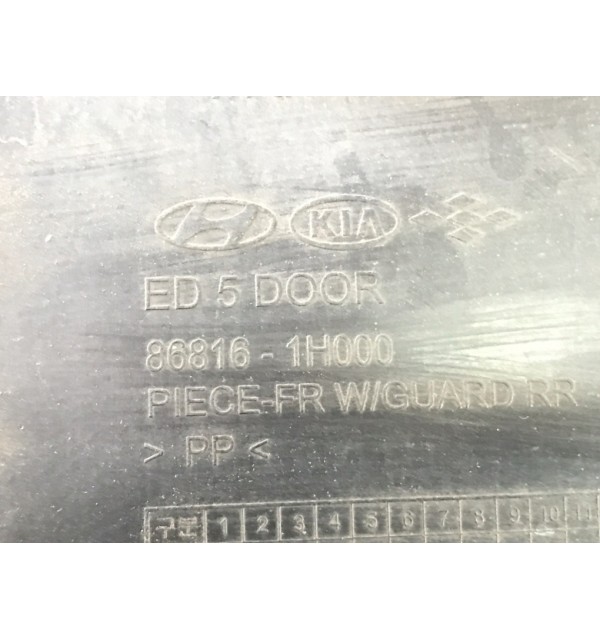 KIA
ED 5 DOOR
86816 - 1H000
PIECE-FR W/GUARD RR
> PP <
구분 1 2 3 4 5 6 7 8 9 10 11